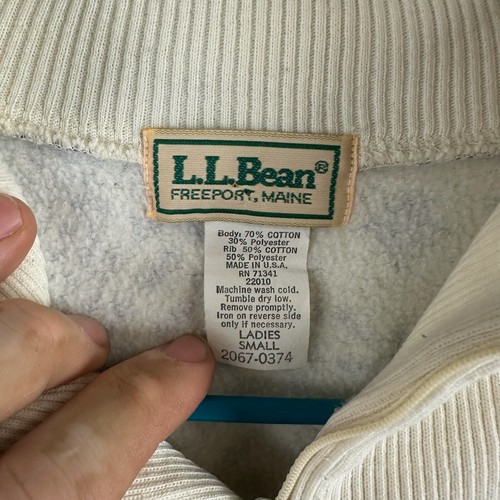 L.L.Bean®
FREEPORT, MAINE
Body: 70% COTTON
30% Polyester
Rib 50% COTTON
50% Polyester
MADE IN U.S.A.
RN 71341
22010
Machine wash cold.
Tumble dry low.
Remove promptly.
Iron on reverse side
only if necessary.
LADIES
SMALL
2067-0374